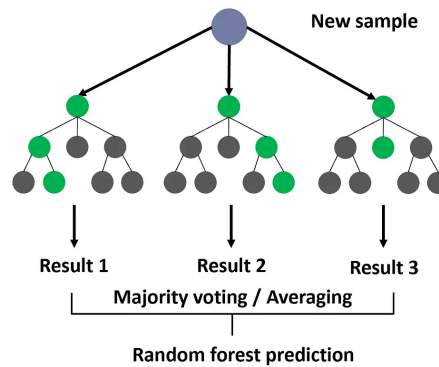 New sample
Result 1
Result 2
Result 3
Majority voting / Averaging
Random forest prediction